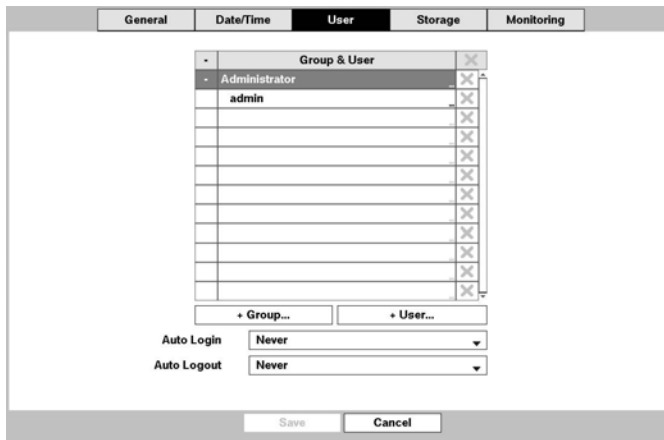 General Date/Time User Storage Monitoring
- Group & User
- Administrator
admin
+ Group... + User...
Auto Login Never
Auto Logout Never
Save Cancel